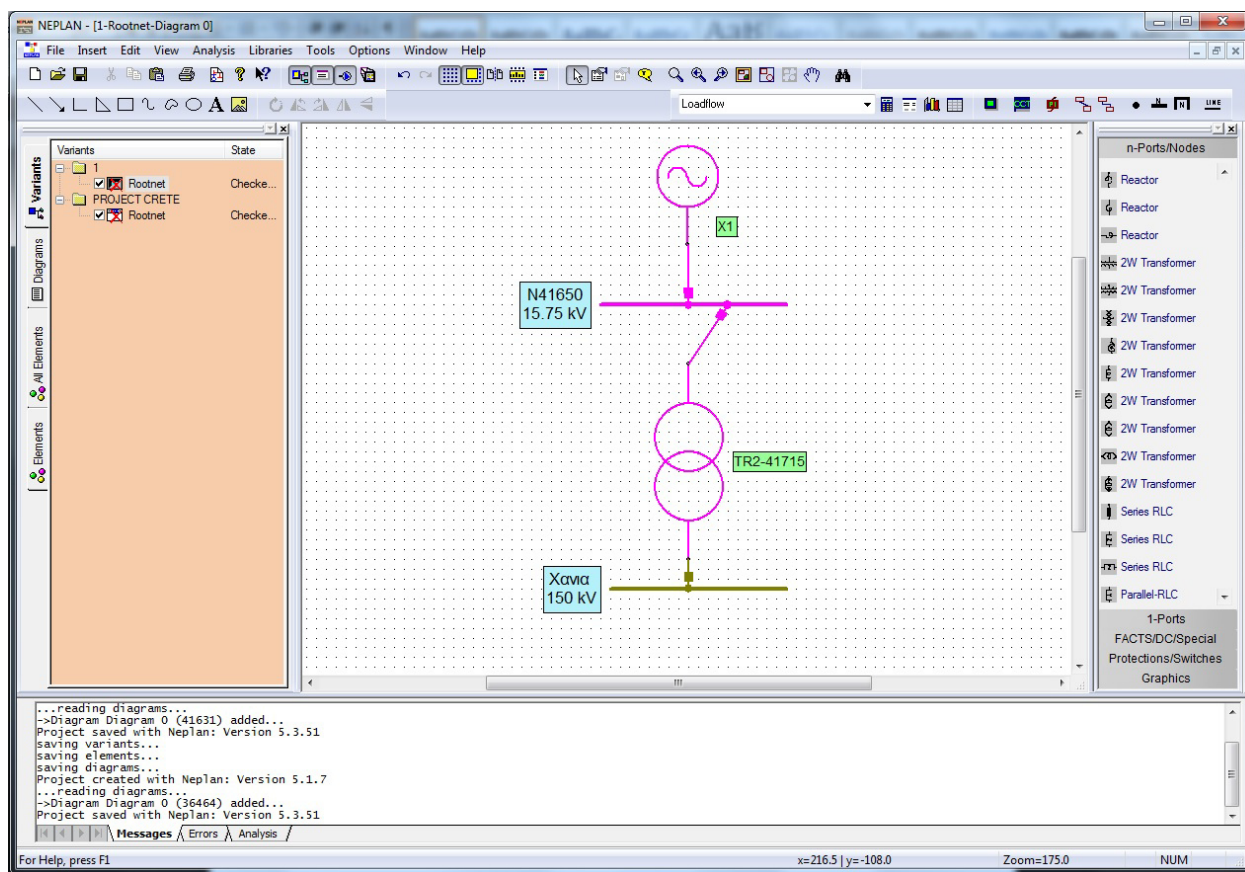 NEPLAN - [1-Rootnet-Diagram 0]
File Insert Edit View Analysis Libraries Tools Options Window Help
Loadflow
CCT
N
N
LINE
Variants State
1
Rootnet Checke...
PROJECT CRETE
Rootnet Checke...
Variants
Diagrams
All Elements
Elements
X1
N41650
15.75 kV
TR2-41715
Χανια
150 kV
n-Ports/Nodes
Reactor
Reactor
Reactor
2W Transformer
2W Transformer
2W Transformer
2W Transformer
2W Transformer
2W Transformer
2W Transformer
2W Transformer
2W Transformer
Series RLC
Series RLC
Series RLC
Parallel-RLC
1-Ports
FACTS/DC/Special
Protections/Switches
Graphics
...reading diagrams...
->Diagram Diagram 0 (41631) added...
Project saved with Neplan: Version 5.3.51
saving variants...
saving elements...
saving diagrams...
Project created with Neplan: Version 5.1.7
...reading diagrams...
->Diagram Diagram 0 (36464) added...
Project saved with Neplan: Version 5.3.51
Messages Errors Analysis
For Help, press F1 x=216.5 | y=-108.0 Zoom=175.0 NUM